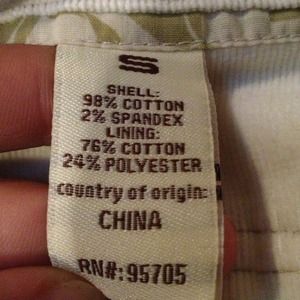 S
SHELL:
98% COTTON
2% SPANDEX
LINING:
76% COTTON
24% POLYESTER
country of origin:
CHINA
RN#: 95705